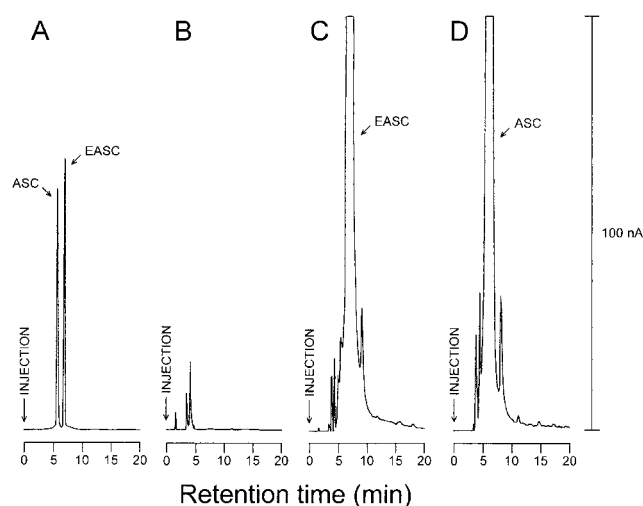 A B C D
EASC
ASC
EASC
ASC
100 nA
INJECTION INJECTION INJECTION INJECTION
0 5 10 15 20 0 5 10 15 20 0 5 10 15 20 0 5 10 15 20
Retention time (min)